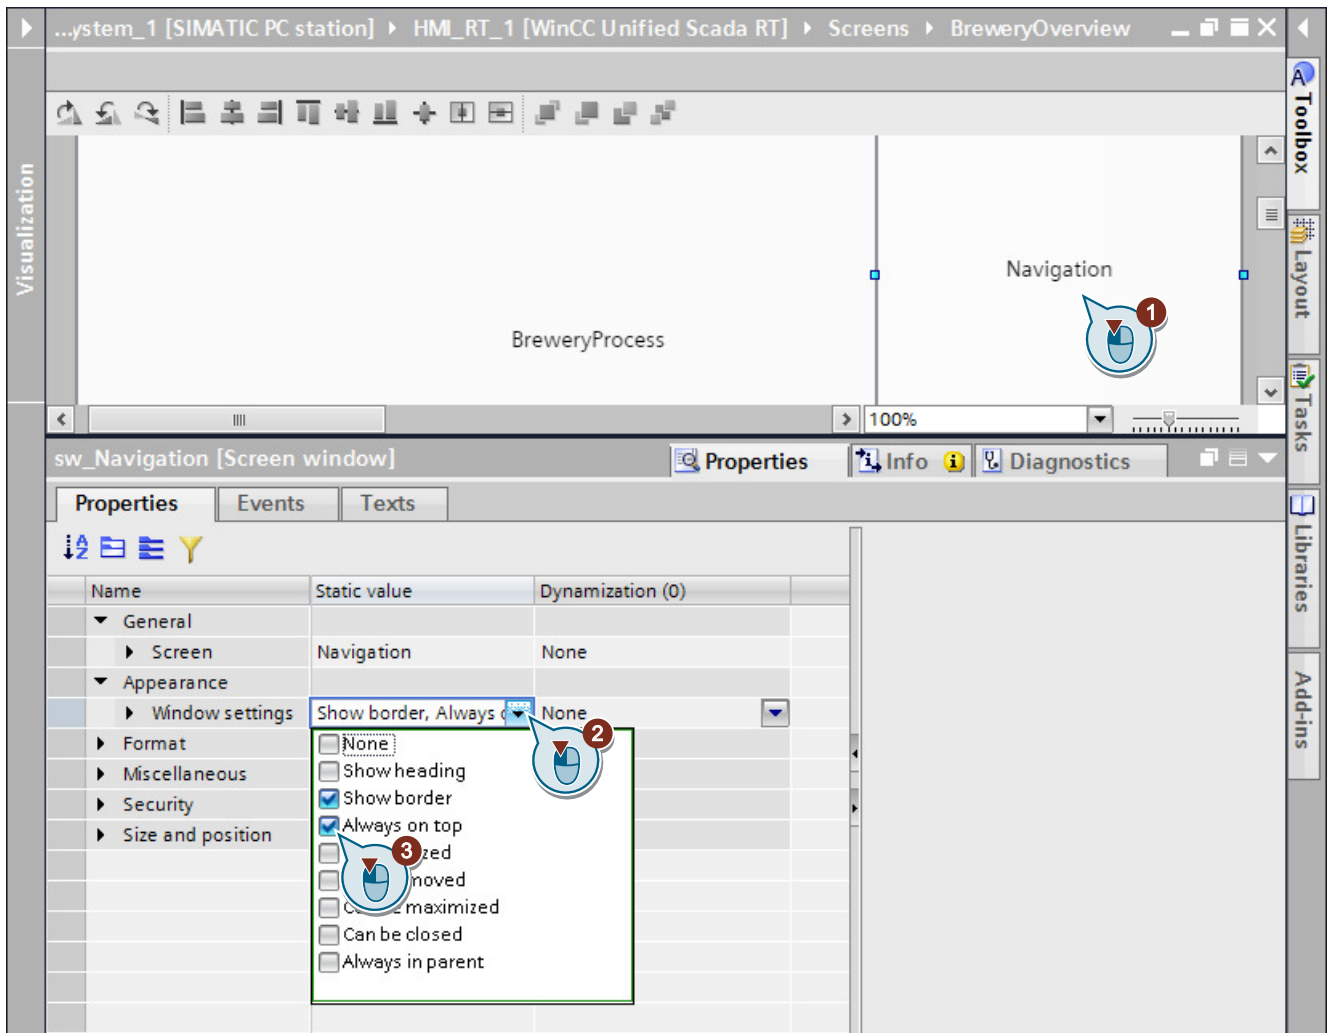 ...ystem_1 [SIMATIC PC station] HMI_RT_1 [WinCC Unified Scada RT] Screens BreweryOverview
Toolbox
Visualization
Layout
Navigation
1
BreweryProcess
Tasks
100%
sw_Navigation [Screen window] Properties Info Diagnostics
Properties Events Texts
Libraries
Name Static value Dynamization (0)
General
Screen Navigation None
Appearance
Add-ins
Window settings Show border, Always None
2
Format None
Miscellaneous Show heading
Security Show border
Size and position Always on top
3
maximized
Can be closed
Always in parent